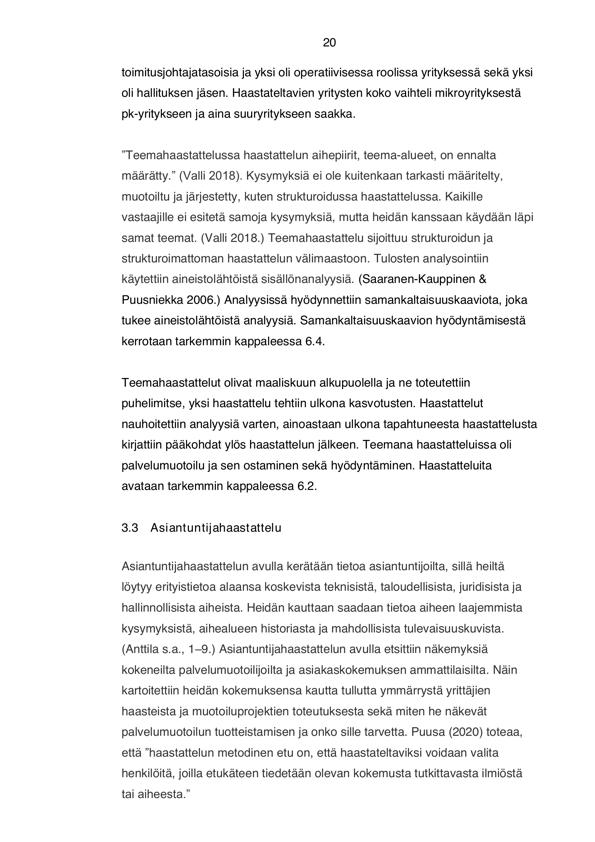 20
toimitusjohtajatasoisia ja yksi oli operatiivisessa roolissa yrityksessä sekä yksi
oli hallituksen jäsen. Haastateltavien yritysten koko vaihteli mikroyrityksestä
pk-yritykseen ja aina suuryritykseen saakka.
”Teemahaastattelussa haastattelun aihepiirit, teema-alueet, on ennalta
määrätty.” (Valli 2018). Kysymyksiä ei ole kuitenkaan tarkasti määritelty,
muotoiltu ja järjestetty, kuten strukturoidussa haastattelussa. Kaikille
vastaajille ei esitetä samoja kysymyksiä, mutta heidän kanssaan käydään läpi
samat teemat. (Valli 2018.) Teemahaastattelu sijoittuu strukturoidun ja
strukturoimattoman haastattelun välimaastoon. Tulosten analysointiin
käytettiin aineistolähtöistä sisällönanalyysiä. (Saaranen-Kauppinen &
Puusniekka 2006.) Analyysissä hyödynnettiin samankaltaisuuskaaviota, joka
tukee aineistolähtöistä analyysiä. Samankaltaisuuskaavion hyödyntämisestä
kerrotaan tarkemmin kappaleessa 6.4.
Teemahaastattelut olivat maaliskuun alkupuolella ja ne toteutettiin
puhelimitse, yksi haastattelu tehtiin ulkona kasvotusten. Haastattelut
nauhoitettiin analyysiä varten, ainoastaan ulkona tapahtuneesta haastattelusta
kirjattiin pääkohdat ylös haastattelun jälkeen. Teemana haastatteluissa oli
palvelumuotoilu ja sen ostaminen sekä hyödyntäminen. Haastatteluita
avataan tarkemmin kappaleessa 6.2.
3.3 Asiantuntijahaastattelu
Asiantuntijahaastattelun avulla kerätään tietoa asiantuntijoilta, sillä heiltä
löytyy erityistietoa alaansa koskevista teknisistä, taloudellisista, juridisista ja
hallinnollisista aiheista. Heidän kauttaan saadaan tietoa aiheen laajemmista
kysymyksistä, aihealueen historiasta ja mahdollisista tulevaisuuskuvista.
(Anttila s.a., 1–9.) Asiantuntijahaastattelun avulla etsittiin näkemyksiä
kokeneilta palvelumuotoilijoilta ja asiakaskokemuksen ammattilaisilta. Näin
kartoitettiin heidän kokemuksensa kautta tullutta ymmärrystä yrittäjien
haasteista ja muotoiluprojektien toteutuksesta sekä miten he näkevät
palvelumuotoilun tuotteistamisen ja onko sille tarvetta. Puusa (2020) toteaa,
että ”haastattelun metodinen etu on, että haastateltaviksi voidaan valita
henkilöitä, joilla etukäteen tiedetään olevan kokemusta tutkittavasta ilmiöstä
tai aiheesta.”